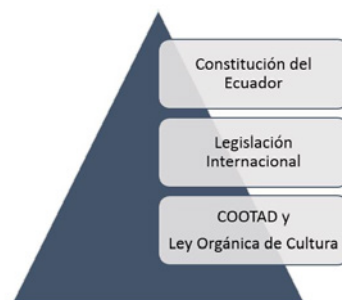 Constitución del
Ecuador
Legislación
Internacional
COOTAD y
Ley Orgánica de Cultura